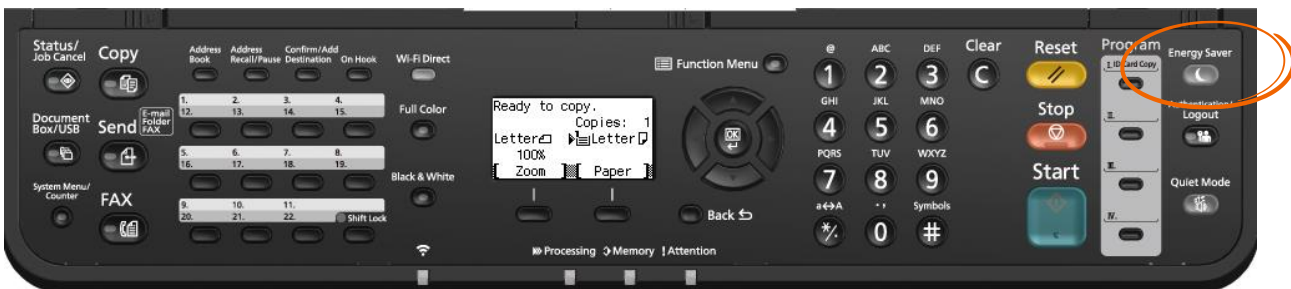 Status/
Job Cancel
Copy
Document
Box/USB
Send
E-mail
Folder
FAX
System Menu/
Counter
FAX
Address
Book
Address
Recall/Pause
Confirm/Add
Destination
On Hook
1. 2. 3. 4.
12. 13. 14. 15.
5. 6. 7. 8.
16. 17. 18. 19.
9. 10. 11.
20. 21. 22. Shift Lock
Wi-Fi Direct
Full Color
Black & White
Ready to copy.
Copies: 1
Letter Letter
100%
[ Zoom ] [ Paper ]
Function Menu
OK
Back
Processing Memory Attention
@ ABC DEF
1 2 3
GHI JKL MNO
4 5 6
PQRS TUV WXYZ
7 8 9
a↔A ., Symbols
*/. 0 #
Clear
C
Reset
Stop
Start
Program
I. ID Card Copy
II.
III.
IV.
Energy Saver
Authentication/
Logout
Quiet Mode